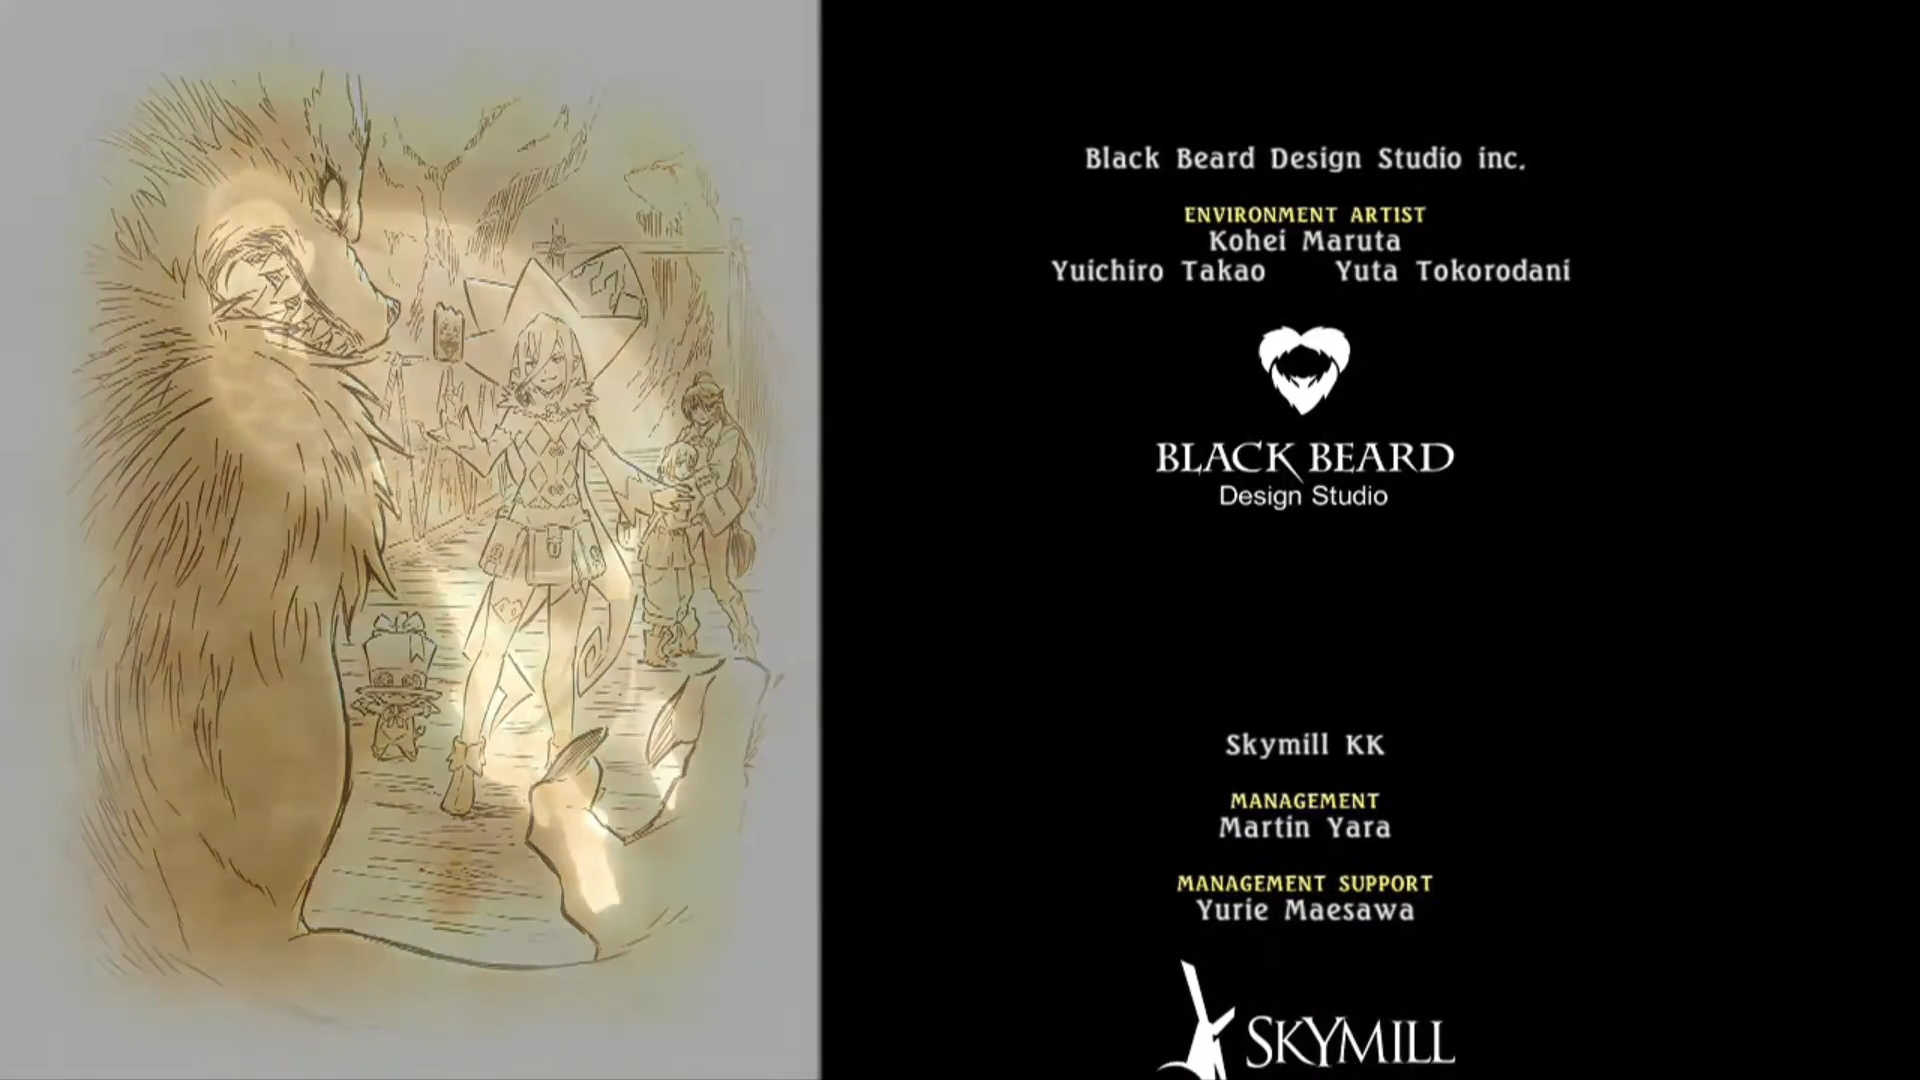 Black Beard Design Studio inc.
ENVIRONMENT ARTIST
Kohei Maruta
Yuichiro Takao Yuta Tokorodani
BLACK BEARD
Design Studio
Skymill KK
MANAGEMENT
Martin Yara
MANAGEMENT SUPPORT
Yurie Maesawa
SKYMILL